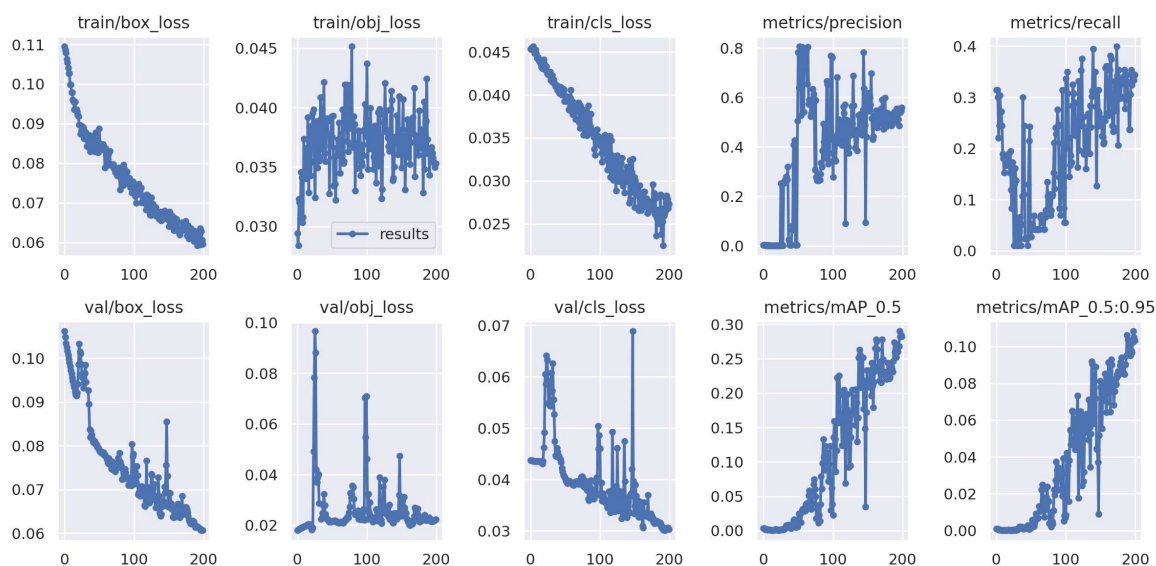 train/box_loss train/obj_loss train/cls_loss metrics/precision metrics/recall
0.11 0.10 0.09 0.08 0.07 0.06
0 100 200
0.045 0.040 0.035 0.030
results
0 100 200
0.045 0.040 0.035 0.030 0.025
0 100 200
0.8 0.6 0.4 0.2 0.0
0 100 200
0.4 0.3 0.2 0.1 0.0
0 100 200
val/box_loss val/obj_loss val/cls_loss metrics/mAP_0.5 metrics/mAP_0.5:0.95
0.10 0.09 0.08 0.07 0.06
0 100 200
0.10 0.08 0.06 0.04 0.02
0 100 200
0.07 0.06 0.05 0.04 0.03
0 100 200
0.30 0.25 0.20 0.15 0.10 0.05 0.00
0 100 200
0.10 0.08 0.06 0.04 0.02 0.00
0 100 200